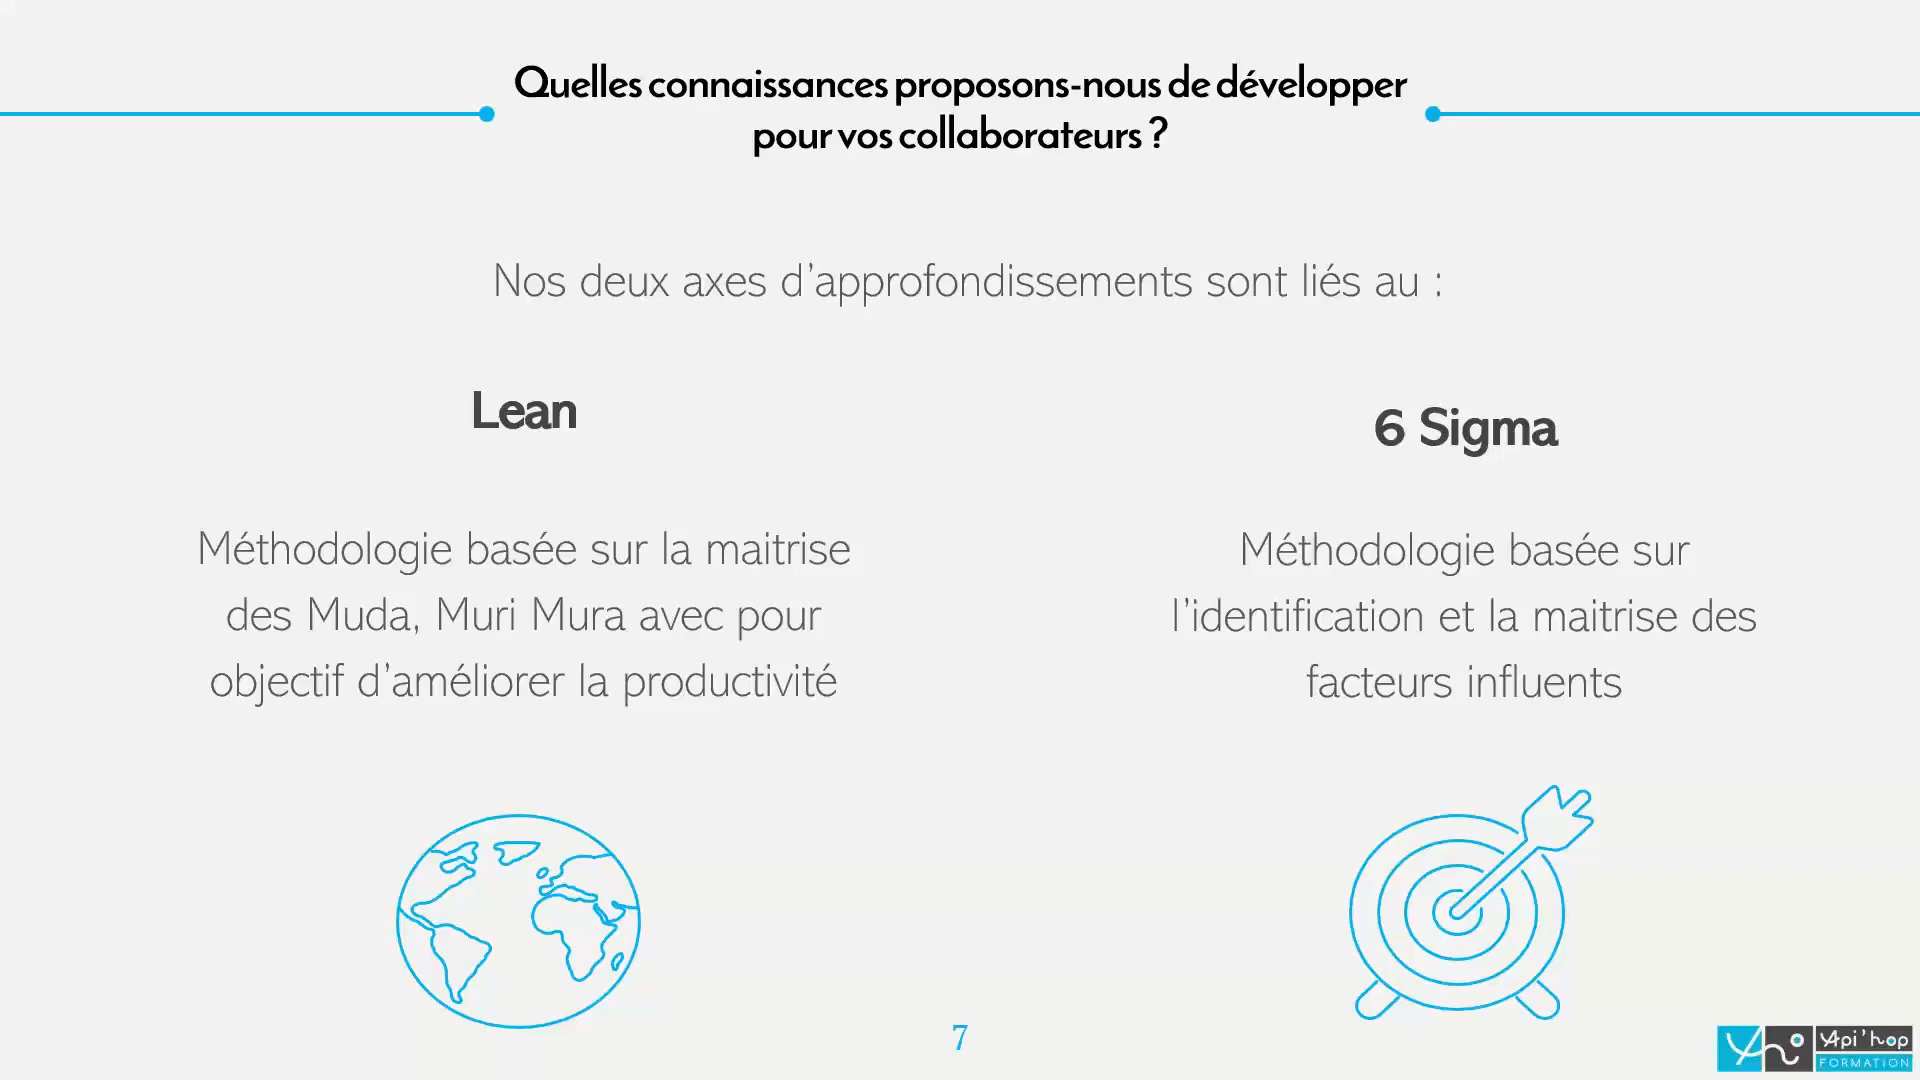 Quelles connaissances proposons-nous de développer
pour vos collaborateurs ?
Nos deux axes d'approfondissements sont liés au :
Lean
Méthodologie basée sur la maitrise
des Muda, Muri Mura avec pour
objectif d'améliorer la productivité
6 Sigma
Méthodologie basée sur
l'identification et la maitrise des
facteurs influents
7
Api'hop
FORMATION